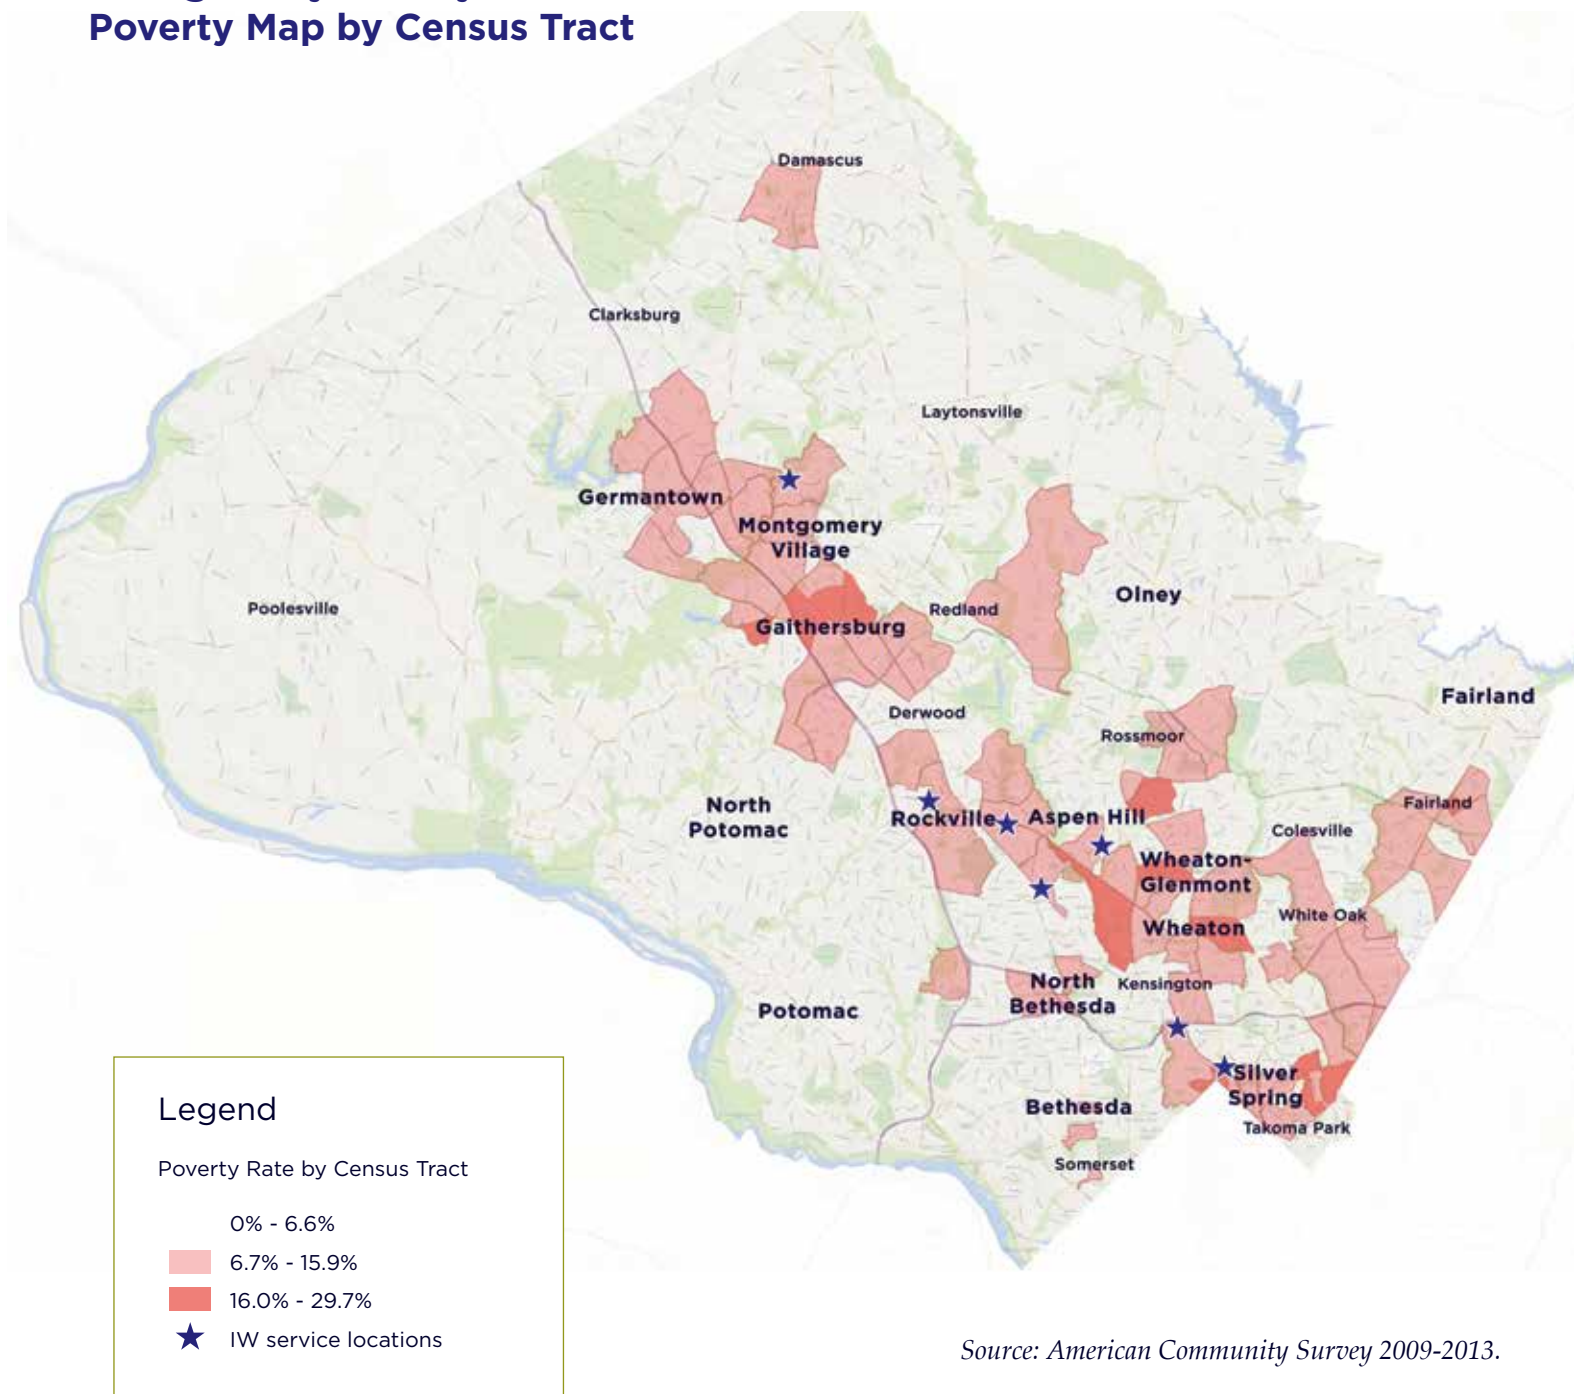 Poverty Map by Census Tract
Damascus
Clarksburg
Laytonsville
Germantown
Montgomery
Village
Olney
Poolesville
Redland
Gaithersburg
Fairland
Derwood
Rossmoor
North
Potomac
Rockville
Aspen Hill
Fairland
Colesville
Wheaton-
Glenmont
White Oak
Wheaton
North
Bethesda
Kensington
Potomac
Silver
Spring
Bethesda
Takoma Park
Somerset
Legend
Poverty Rate by Census Tract
0% - 6.6%
6.7% - 15.9%
16.0% - 29.7%
IW service locations
Source: American Community Survey 2009-2013.